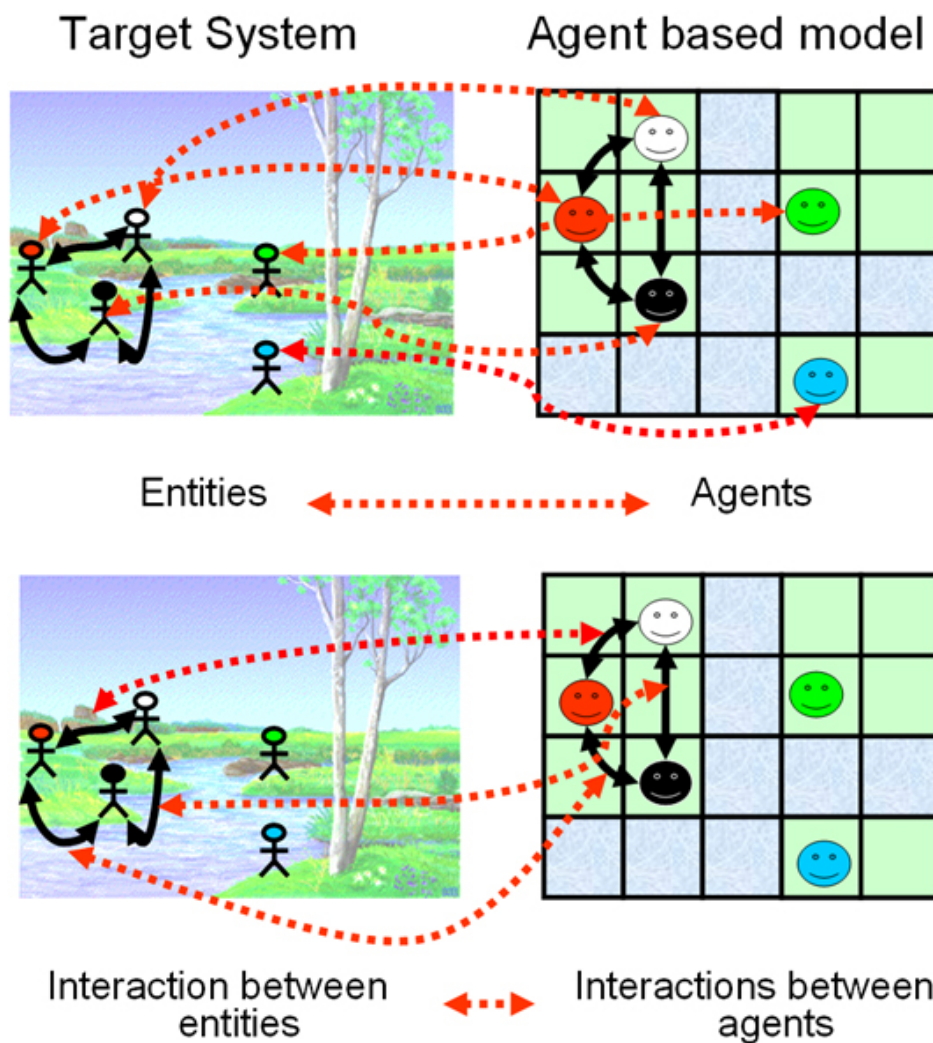 Target System
Agent based model
Entities
Agents
Interaction between
entities
Interactions between
agents